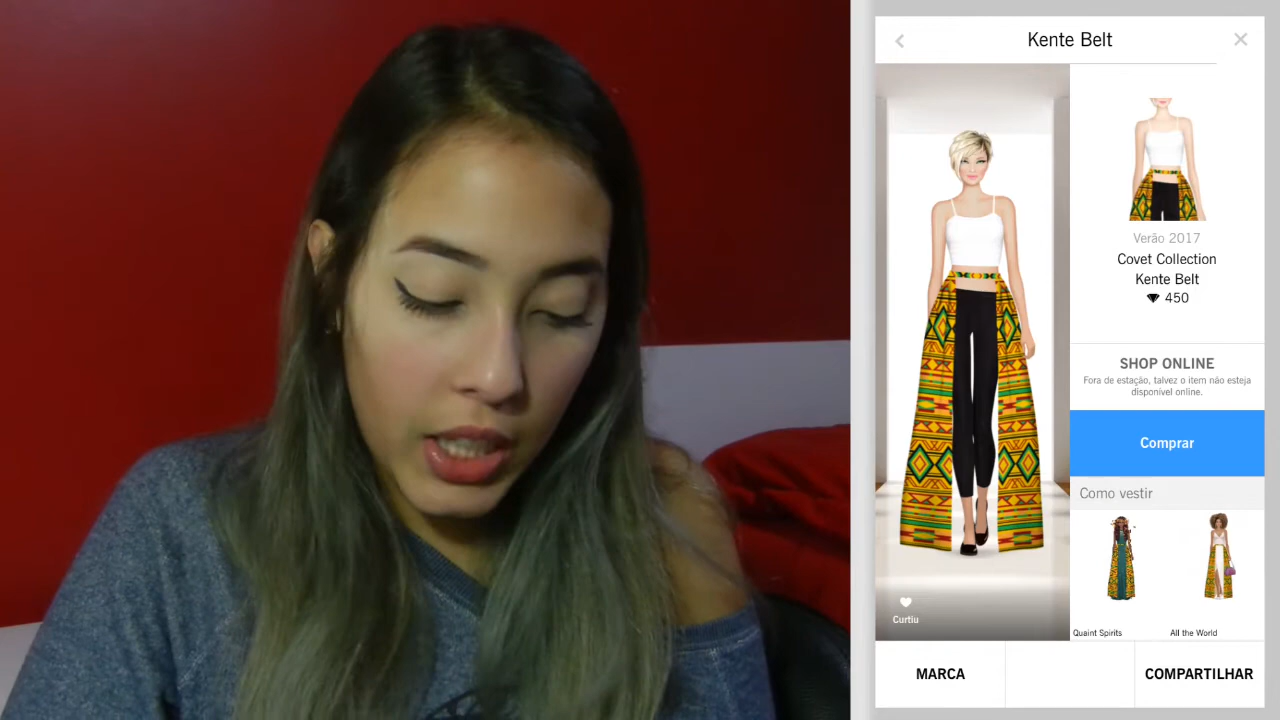 Kente Belt
Verão 2017
Covet Collection
Kente Belt
450
SHOP ONLINE
Fora de estação, talvez o item não esteja
disponível online.
Comprar
Como vestir
Quaint Spirits
All the World
Curtiu
MARCA
COMPARTILHAR